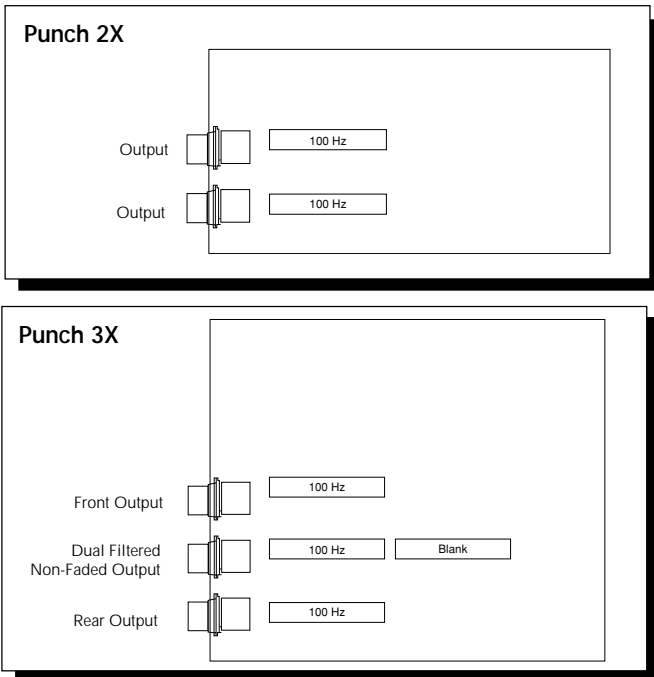 Punch 2X
Output
100 Hz
Output
100 Hz
Punch 3X
Front Output
100 Hz
Dual Filtered
Non-Faded Output
100 Hz
Blank
Rear Output
100 Hz